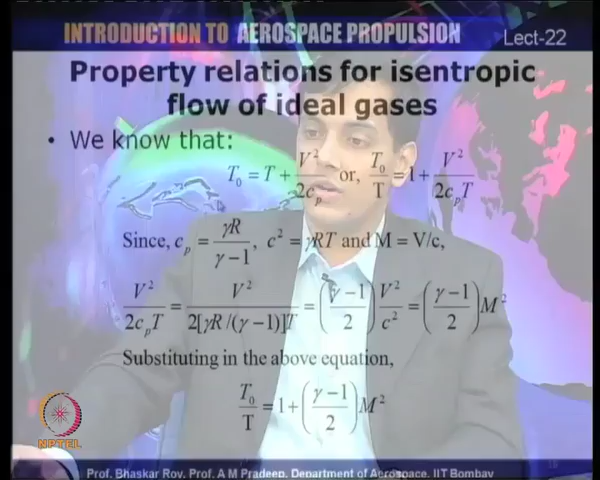 INTRODUCTION TO AEROSPACE PROPULSION Lect-22
Property relations for isentropic
flow of ideal gases
• We know that:
T₀ = T + V²/2cₚ or, T₀/T = 1 + V²/2cₚT
Since, cₚ = γR/(γ−1), c² = γRT and M = V/c,
V²/2cₚT = V²/2[γR/(γ−1)]T = ((γ−1)/2) V²/c² = ((γ−1)/2) M²
Substituting in the above equation,
T₀/T = 1 + ((γ−1)/2) M²
NPTEL
Prof. Bhaskar Roy, Prof. A M Pradeep, Department of Aerospace, IIT Bombay